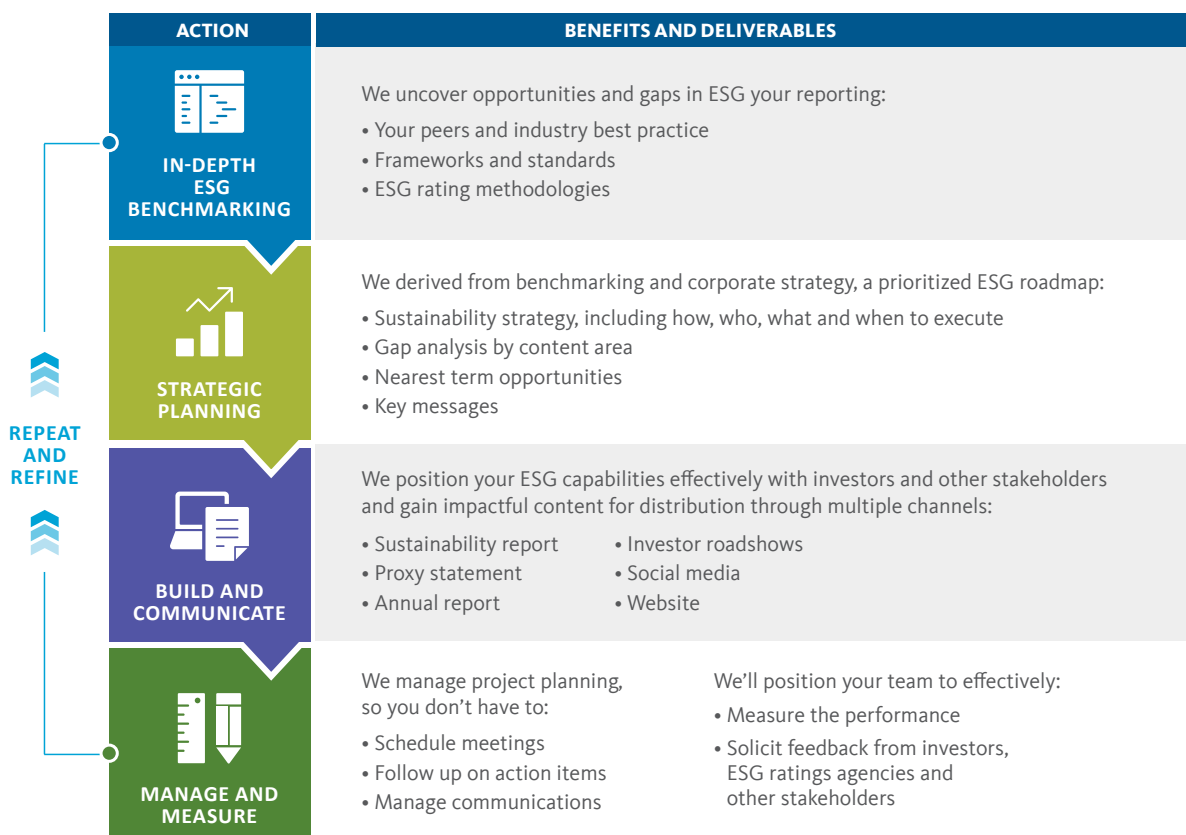 ACTION
BENEFITS AND DELIVERABLES
IN-DEPTH
ESG
BENCHMARKING
We uncover opportunities and gaps in ESG your reporting:
• Your peers and industry best practice
• Frameworks and standards
• ESG rating methodologies
STRATEGIC
PLANNING
We derived from benchmarking and corporate strategy, a prioritized ESG roadmap:
• Sustainability strategy, including how, who, what and when to execute
• Gap analysis by content area
• Nearest term opportunities
• Key messages
REPEAT
AND
REFINE
BUILD AND
COMMUNICATE
We position your ESG capabilities effectively with investors and other stakeholders
and gain impactful content for distribution through multiple channels:
• Sustainability report
• Proxy statement
• Annual report
• Investor roadshows
• Social media
• Website
MANAGE AND
MEASURE
We manage project planning,
so you don't have to:
• Schedule meetings
• Follow up on action items
• Manage communications
We'll position your team to effectively:
• Measure the performance
• Solicit feedback from investors,
ESG ratings agencies and
other stakeholders